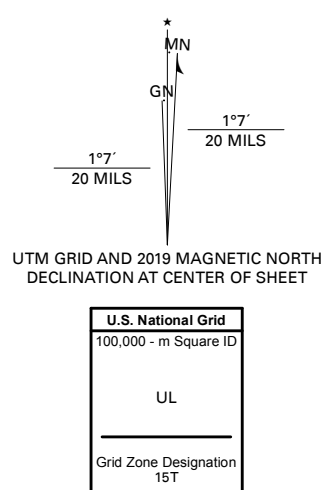 MN
GN
1°7´
20 MILS
1°7´
20 MILS
UTM GRID AND 2019 MAGNETIC NORTH
DECLINATION AT CENTER OF SHEET
U.S. National Grid
100,000 - m Square ID
UL
Grid Zone Designation
15T